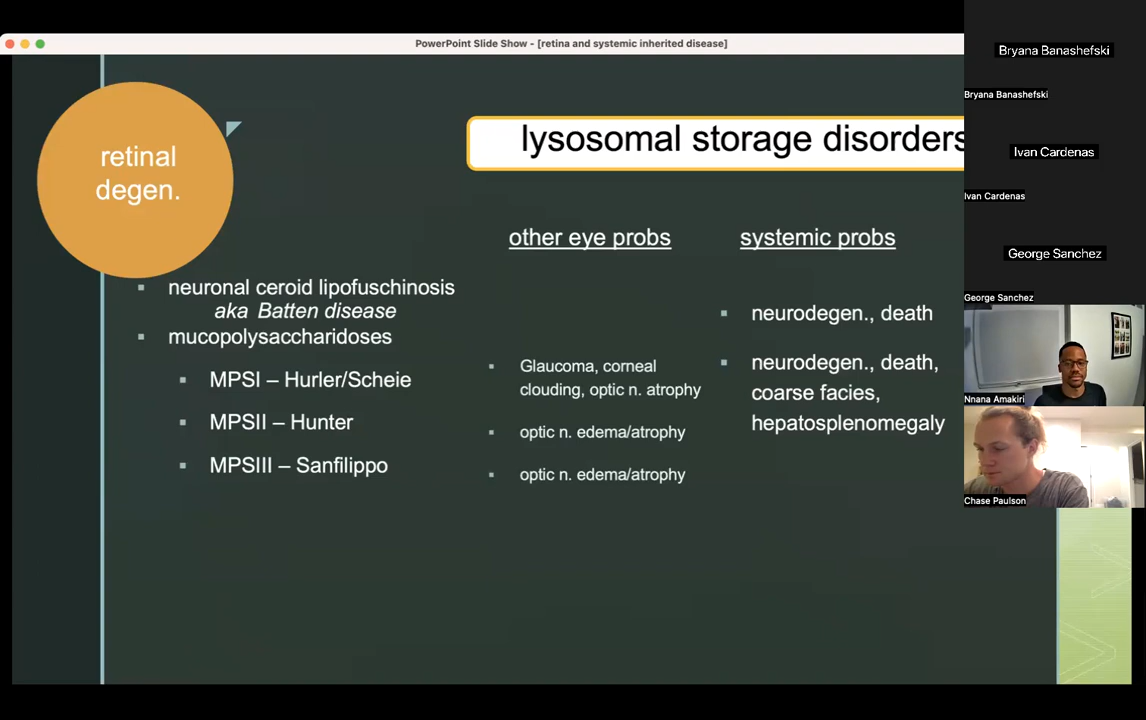 PowerPoint Slide Show - [retina and systemic inherited disease]
retinal
degen.
lysosomal storage disorders
other eye probs
systemic probs
▪ neuronal ceroid lipofuschinosis
aka Batten disease
▪ mucopolysaccharidoses
▪ MPSI – Hurler/Scheie
▪ MPSII – Hunter
▪ MPSIII – Sanfilippo
▪ Glaucoma, corneal
clouding, optic n. atrophy
▪ optic n. edema/atrophy
▪ optic n. edema/atrophy
▪ neurodegen., death
▪ neurodegen., death,
coarse facies,
hepatosplenomegaly
Bryana Banashefski
Bryana Banashefski
Ivan Cardenas
Ivan Cardenas
George Sanchez
George Sanchez
Nnana Amakiri
Chase Paulson